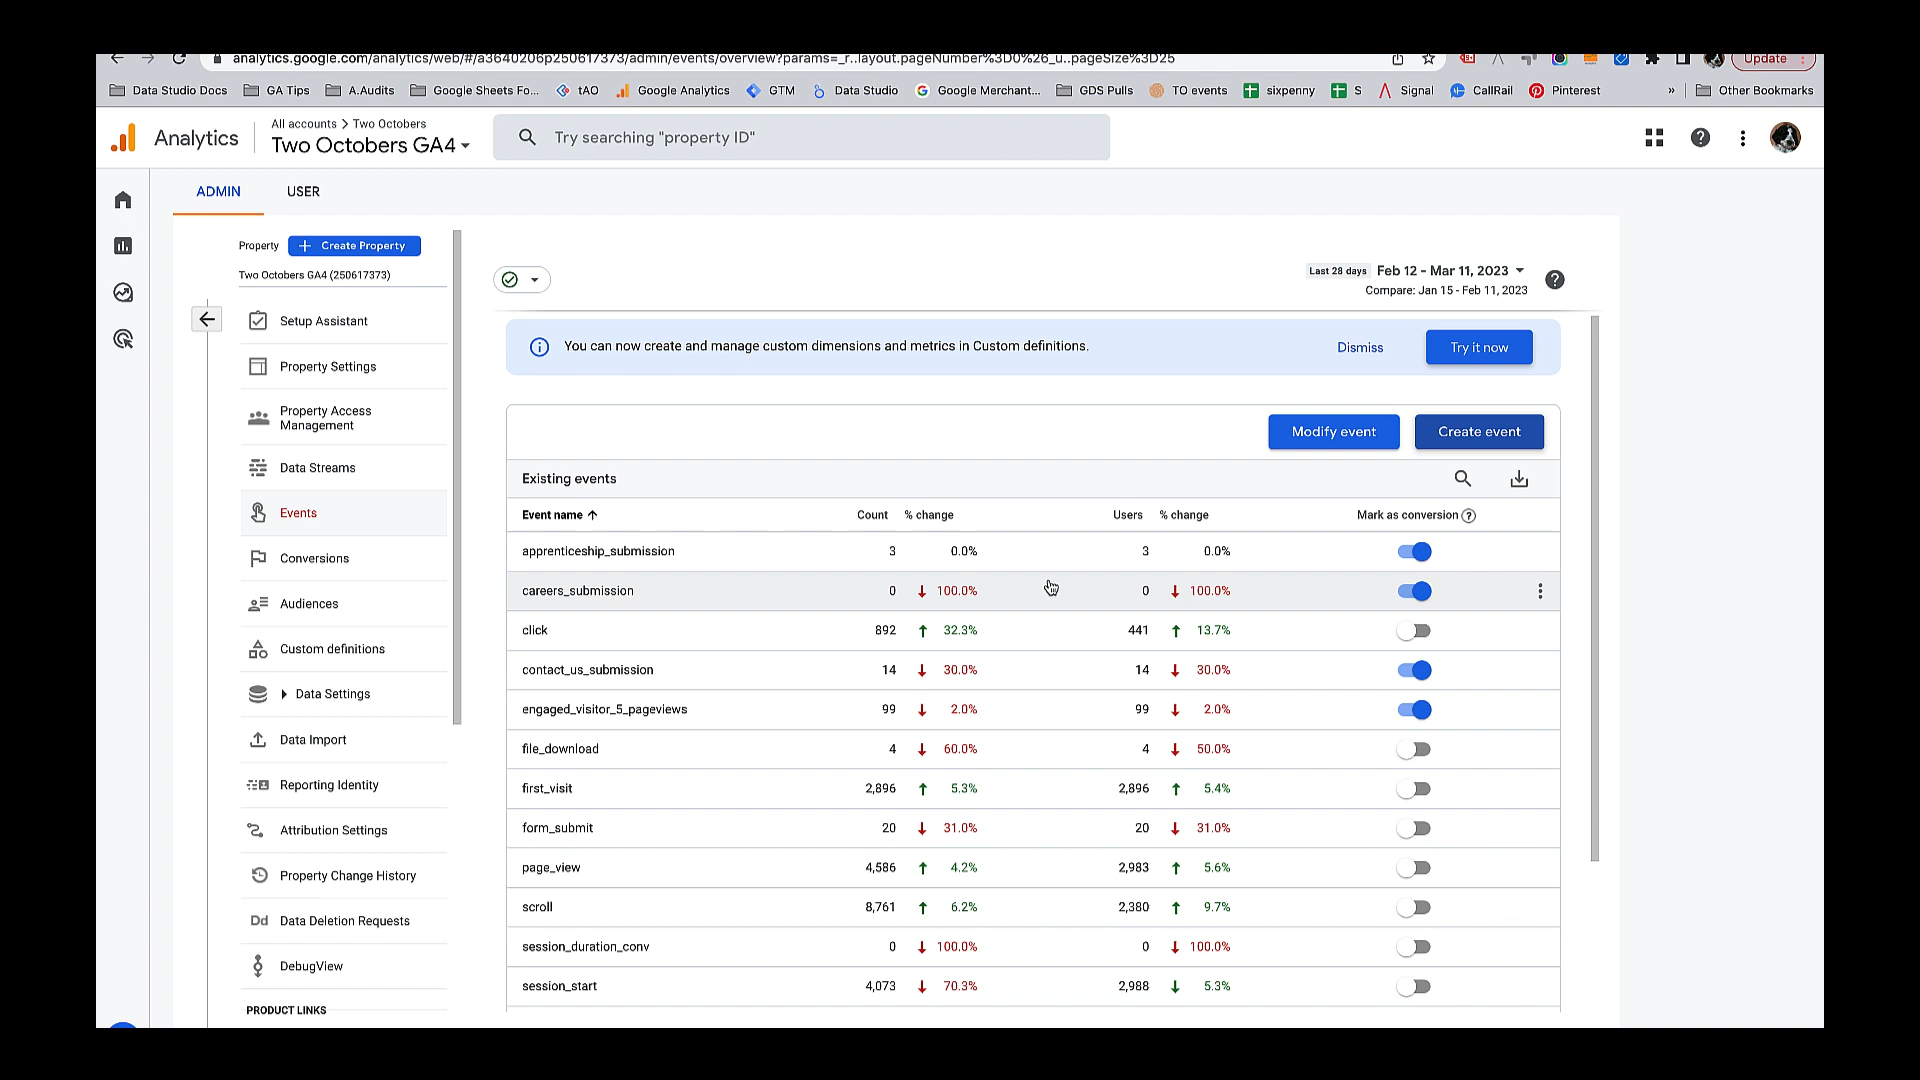 analytics.google.com/analytics/web/#/a3640206p250617373/admin/events/overview?params=_r..layout.pageNumber%3D0%26_u..pageSize%3D25
Update
Data Studio Docs GA Tips A.Audits Google Sheets Fo... tAO Google Analytics GTM Data Studio Google Merchant... GDS Pulls TO events sixpenny S Signal CallRail Pinterest » Other Bookmarks
Analytics
All accounts > Two Octobers
Two Octobers GA4
Try searching "property ID"
ADMIN USER
Property + Create Property
Two Octobers GA4 (250617373)
Setup Assistant
Property Settings
Property Access
Management
Data Streams
Events
Conversions
Audiences
Custom definitions
Data Settings
Data Import
Reporting Identity
Attribution Settings
Property Change History
Dd Data Deletion Requests
DebugView
PRODUCT LINKS
Last 28 days Feb 12 - Mar 11, 2023
Compare: Jan 15 - Feb 11, 2023
You can now create and manage custom dimensions and metrics in Custom definitions. Dismiss Try it now
Modify event Create event
Existing events
Event name ↑ Count % change Users % change Mark as conversion ?
apprenticeship_submission 3 0.0% 3 0.0%
careers_submission 0 ↓ 100.0% 0 ↓ 100.0%
click 892 ↑ 32.3% 441 ↑ 13.7%
contact_us_submission 14 ↓ 30.0% 14 ↓ 30.0%
engaged_visitor_5_pageviews 99 ↓ 2.0% 99 ↓ 2.0%
file_download 4 ↓ 60.0% 4 ↓ 50.0%
first_visit 2,896 ↑ 5.3% 2,896 ↑ 5.4%
form_submit 20 ↓ 31.0% 20 ↓ 31.0%
page_view 4,586 ↑ 4.2% 2,983 ↑ 5.6%
scroll 8,761 ↑ 6.2% 2,380 ↑ 9.7%
session_duration_conv 0 ↓ 100.0% 0 ↓ 100.0%
session_start 4,073 ↓ 70.3% 2,988 ↓ 5.3%